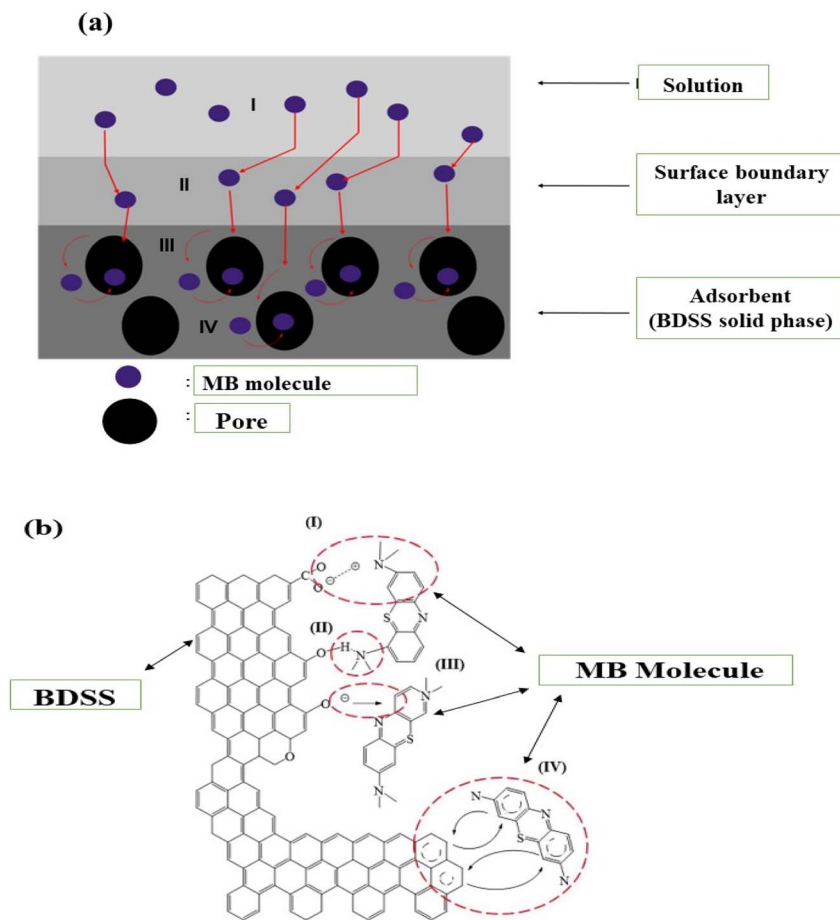 (a)
I
Solution
II
Surface boundary
layer
III
IV
Adsorbent
(BDSS solid phase)
: MB molecule
: Pore
(b)
(I)
C O
O ⊖ ⊕
N
S N
(II)
O H N
(III)
O ⊖
N
N
S
N
O
BDSS
MB Molecule
(IV)
N
N
S
N